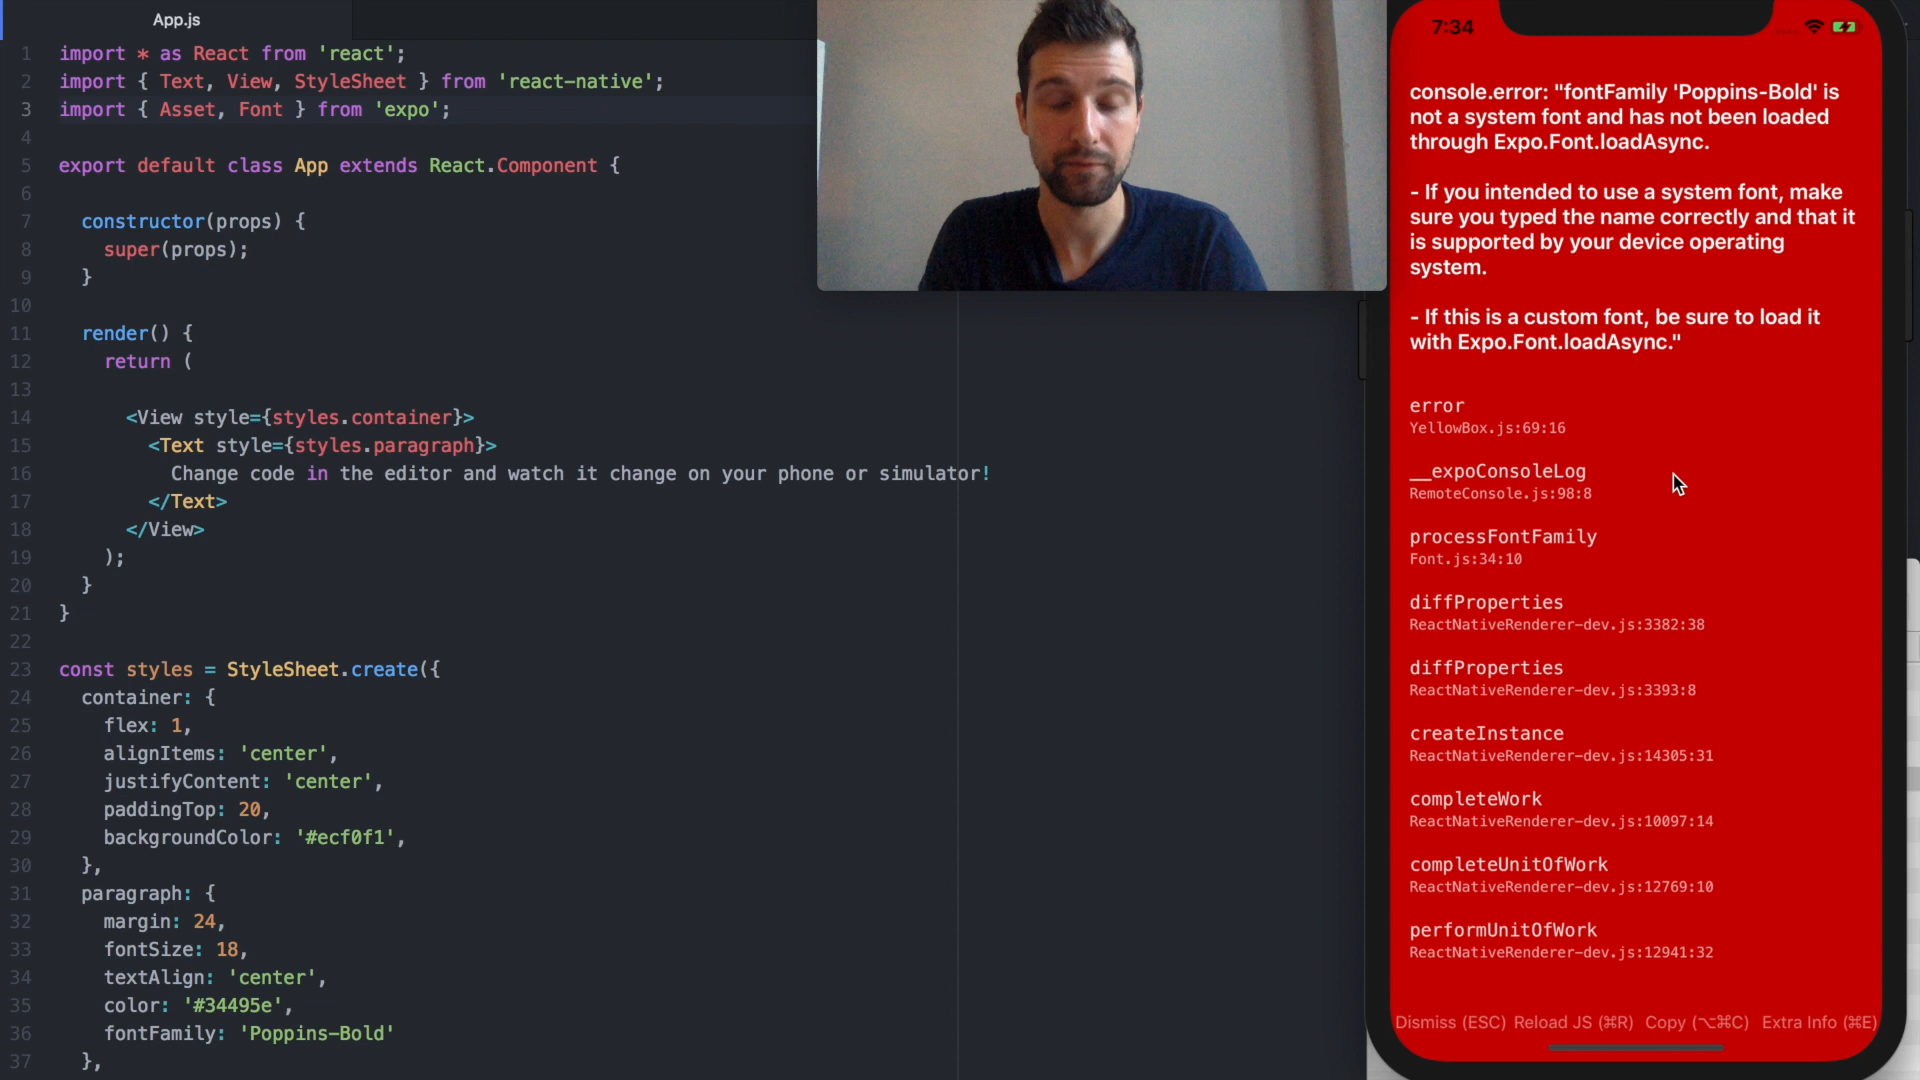 App.js
1 import * as React from 'react';
2 import { Text, View, StyleSheet } from 'react-native';
3 import { Asset, Font } from 'expo';
4
5 export default class App extends React.Component {
6
7 constructor(props) {
8 super(props);
9 }
10
11 render() {
12 return (
13
14 <View style={styles.container}>
15 <Text style={styles.paragraph}>
16 Change code in the editor and watch it change on your phone or simulator!
17 </Text>
18 </View>
19 );
20 }
21 }
22
23 const styles = StyleSheet.create({
24 container: {
25 flex: 1,
26 alignItems: 'center',
27 justifyContent: 'center',
28 paddingTop: 20,
29 backgroundColor: '#ecf0f1',
30 },
31 paragraph: {
32 margin: 24,
33 fontSize: 18,
34 textAlign: 'center',
35 color: '#34495e',
36 fontFamily: 'Poppins-Bold'
37 },
7:34
console.error: "fontFamily 'Poppins-Bold' is
not a system font and has not been loaded
through Expo.Font.loadAsync.
- If you intended to use a system font, make
sure you typed the name correctly and that it
is supported by your device operating
system.
- If this is a custom font, be sure to load it
with Expo.Font.loadAsync."
error
YellowBox.js:69:16
__expoConsoleLog
RemoteConsole.js:98:8
processFontFamily
Font.js:34:10
diffProperties
ReactNativeRenderer-dev.js:3382:38
diffProperties
ReactNativeRenderer-dev.js:3393:8
createInstance
ReactNativeRenderer-dev.js:14305:31
completeWork
ReactNativeRenderer-dev.js:10097:14
completeUnitOfWork
ReactNativeRenderer-dev.js:12769:10
performUnitOfWork
ReactNativeRenderer-dev.js:12941:32
Dismiss (ESC) Reload JS (⌘R) Copy (⌥⌘C) Extra Info (⌘E)